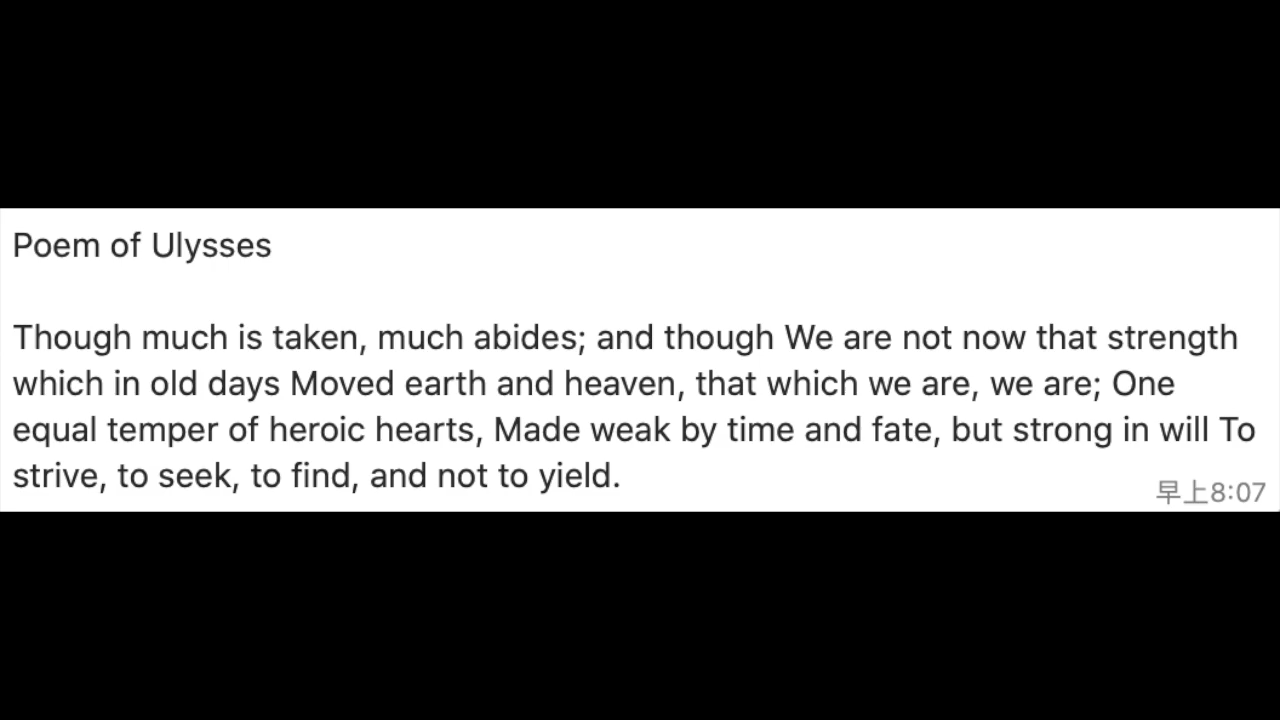 Poem of Ulysses
Though much is taken, much abides; and though We are not now that strength
which in old days Moved earth and heaven, that which we are, we are; One
equal temper of heroic hearts, Made weak by time and fate, but strong in will To
strive, to seek, to find, and not to yield.
早上8:07